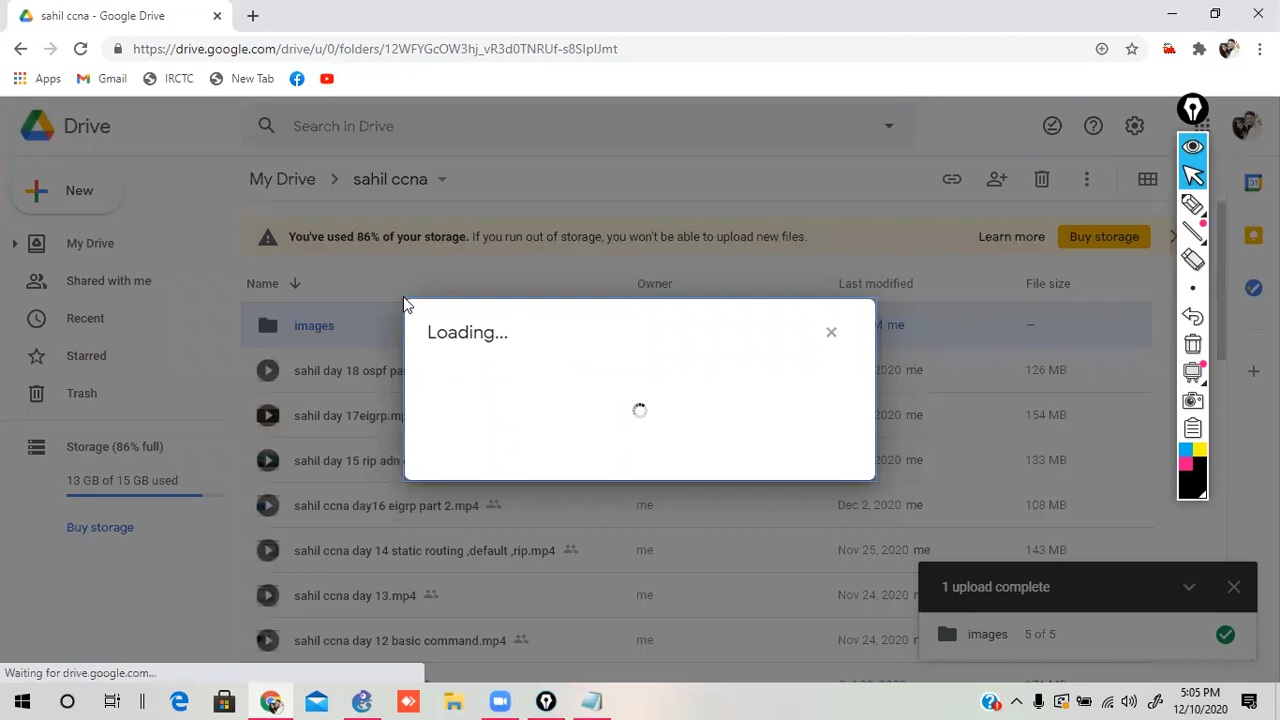 sahil ccna - Google Drive
https://drive.google.com/drive/u/0/folders/12WFYGcOW3hj_vR3d0TNRUf-s8SIplJmt
Apps Gmail IRCTC New Tab
Drive
Search in Drive
New
My Drive sahil ccna
My Drive
Shared with me
Recent
Starred
Trash
Storage (86% full)
13 GB of 15 GB used
Buy storage
You've used 86% of your storage. If you run out of storage, you won't be able to upload new files. Learn more Buy storage
Name Owner Last modified File size
images M me –
sahil day 18 ospf pa 2020 me 126 MB
sahil day 17eigrp.mp 2020 me 154 MB
sahil day 15 rip adn 2020 me 133 MB
sahil ccna day16 eigrp part 2.mp4 me Dec 2, 2020 me 108 MB
sahil ccna day 14 static routing ,default ,rip.mp4 me Nov 25, 2020 me 143 MB
sahil ccna day 13.mp4 me Nov 24, 2020
sahil ccna day 12 basic command.mp4 me Nov 24, 2020
Loading...
1 upload complete
images 5 of 5
Waiting for drive.google.com...
5:05 PM
12/10/2020